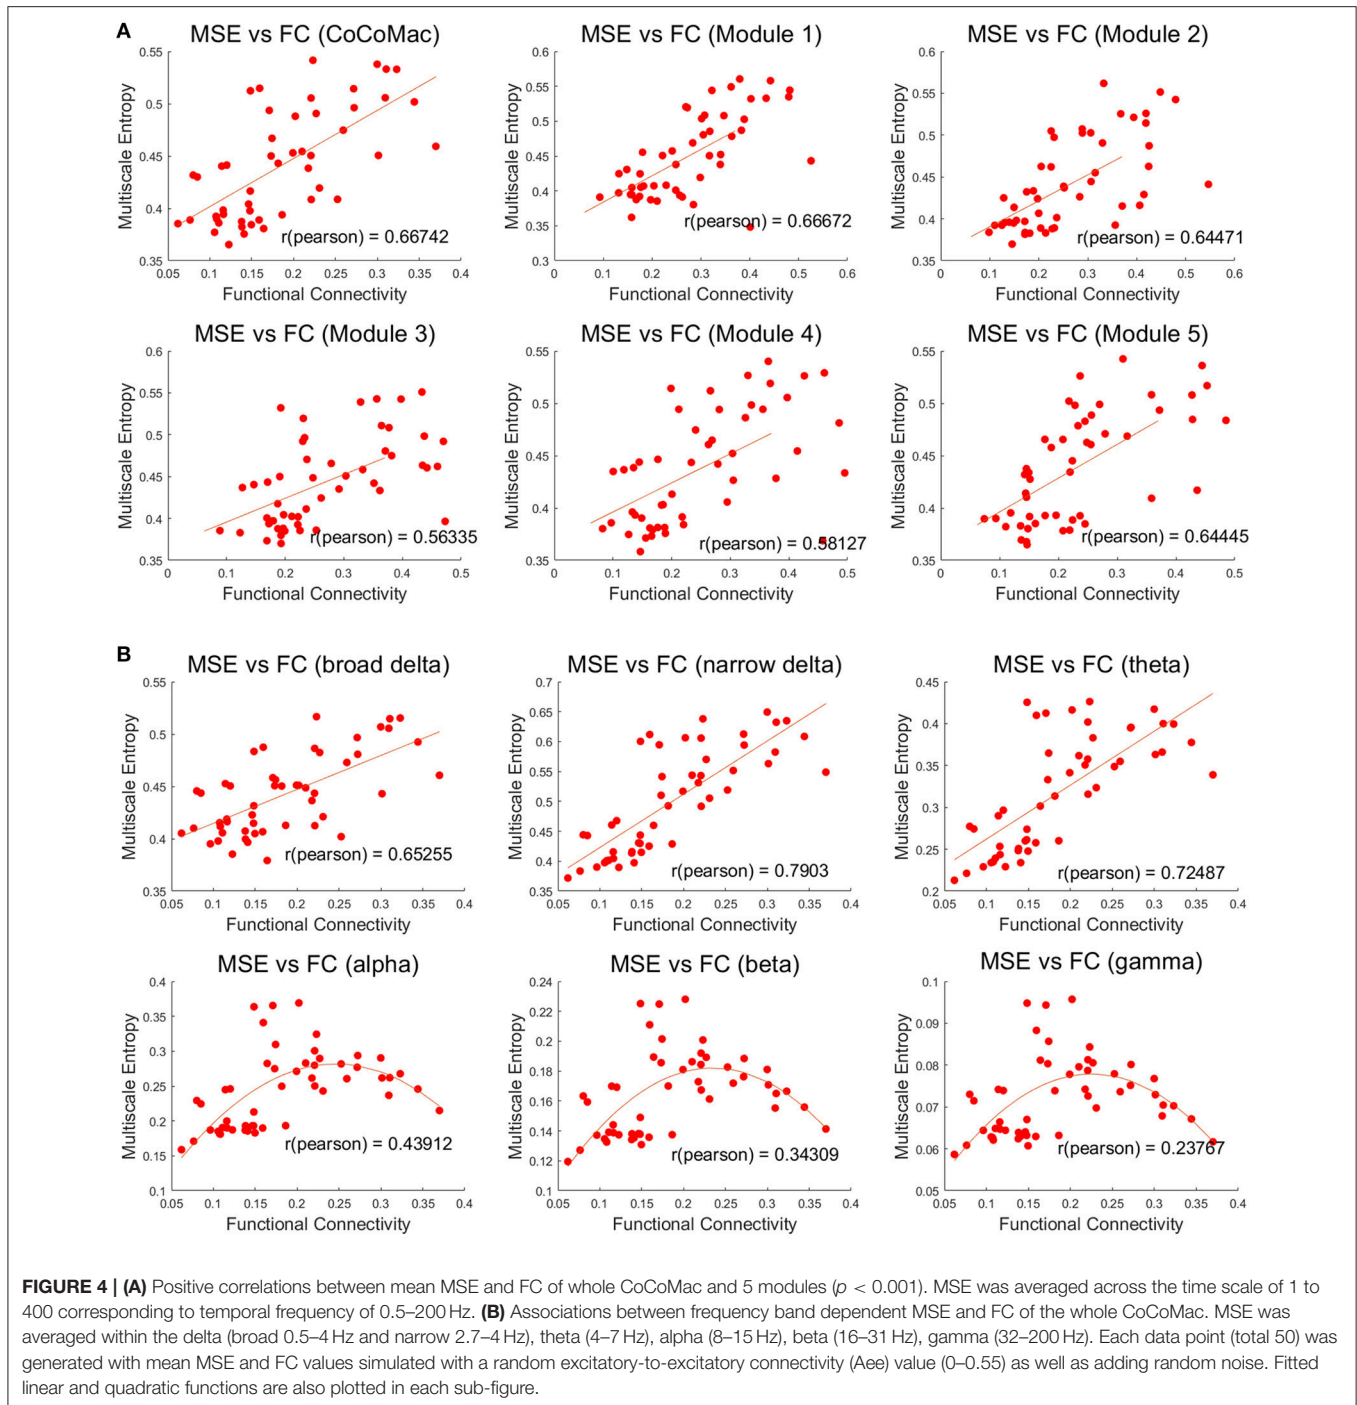 A
MSE vs FC (CoCoMac)
Multiscale Entropy
0.55
0.5
0.45
0.4
0.35
r(pearson) = 0.66742
0.05 0.1 0.15 0.2 0.25 0.3 0.35 0.4
Functional Connectivity
MSE vs FC (Module 1)
Multiscale Entropy
0.6
0.55
0.5
0.45
0.4
0.35
0.3
r(pearson) = 0.66672
0 0.1 0.2 0.3 0.4 0.5 0.6
Functional Connectivity
MSE vs FC (Module 2)
Multiscale Entropy
0.6
0.55
0.5
0.45
0.4
0.35
r(pearson) = 0.64471
0 0.1 0.2 0.3 0.4 0.5 0.6
Functional Connectivity
MSE vs FC (Module 3)
Multiscale Entropy
0.6
0.55
0.5
0.45
0.4
0.35
r(pearson) = 0.56335
0 0.1 0.2 0.3 0.4 0.5
Functional Connectivity
MSE vs FC (Module 4)
Multiscale Entropy
0.55
0.5
0.45
0.4
0.35
r(pearson) = 0.58127
0 0.1 0.2 0.3 0.4 0.5
Functional Connectivity
MSE vs FC (Module 5)
Multiscale Entropy
0.55
0.5
0.45
0.4
0.35
r(pearson) = 0.64445
0 0.1 0.2 0.3 0.4 0.5
Functional Connectivity
B
MSE vs FC (broad delta)
Multiscale Entropy
0.55
0.5
0.45
0.4
0.35
r(pearson) = 0.65255
0.05 0.1 0.15 0.2 0.25 0.3 0.35 0.4
Functional Connectivity
MSE vs FC (narrow delta)
Multiscale Entropy
0.7
0.65
0.6
0.55
0.5
0.45
0.4
0.35
r(pearson) = 0.7903
0.05 0.1 0.15 0.2 0.25 0.3 0.35 0.4
Functional Connectivity
MSE vs FC (theta)
Multiscale Entropy
0.45
0.4
0.35
0.3
0.25
0.2
r(pearson) = 0.72487
0.05 0.1 0.15 0.2 0.25 0.3 0.35 0.4
Functional Connectivity
MSE vs FC (alpha)
Multiscale Entropy
0.4
0.35
0.3
0.25
0.2
0.15
0.1
r(pearson) = 0.43912
0.05 0.1 0.15 0.2 0.25 0.3 0.35 0.4
Functional Connectivity
MSE vs FC (beta)
Multiscale Entropy
0.24
0.22
0.2
0.18
0.16
0.14
0.12
0.1
r(pearson) = 0.34309
0.05 0.1 0.15 0.2 0.25 0.3 0.35 0.4
Functional Connectivity
MSE vs FC (gamma)
Multiscale Entropy
0.1
0.09
0.08
0.07
0.06
0.05
r(pearson) = 0.23767
0.05 0.1 0.15 0.2 0.25 0.3 0.35 0.4
Functional Connectivity
FIGURE 4 | (A) Positive correlations between mean MSE and FC of whole CoCoMac and 5 modules (p < 0.001). MSE was averaged across the time scale of 1 to
400 corresponding to temporal frequency of 0.5–200 Hz. (B) Associations between frequency band dependent MSE and FC of the whole CoCoMac. MSE was
averaged within the delta (broad 0.5–4 Hz and narrow 2.7–4 Hz), theta (4–7 Hz), alpha (8–15 Hz), beta (16–31 Hz), gamma (32–200 Hz). Each data point (total 50) was
generated with mean MSE and FC values simulated with a random excitatory-to-excitatory connectivity (Aee) value (0–0.55) as well as adding random noise. Fitted
linear and quadratic functions are also plotted in each sub-figure.